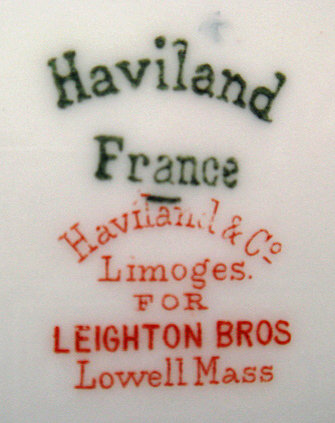 Haviland
France
Haviland & Co.
Limoges.
FOR
LEIGHTON BROS
Lowell Mass